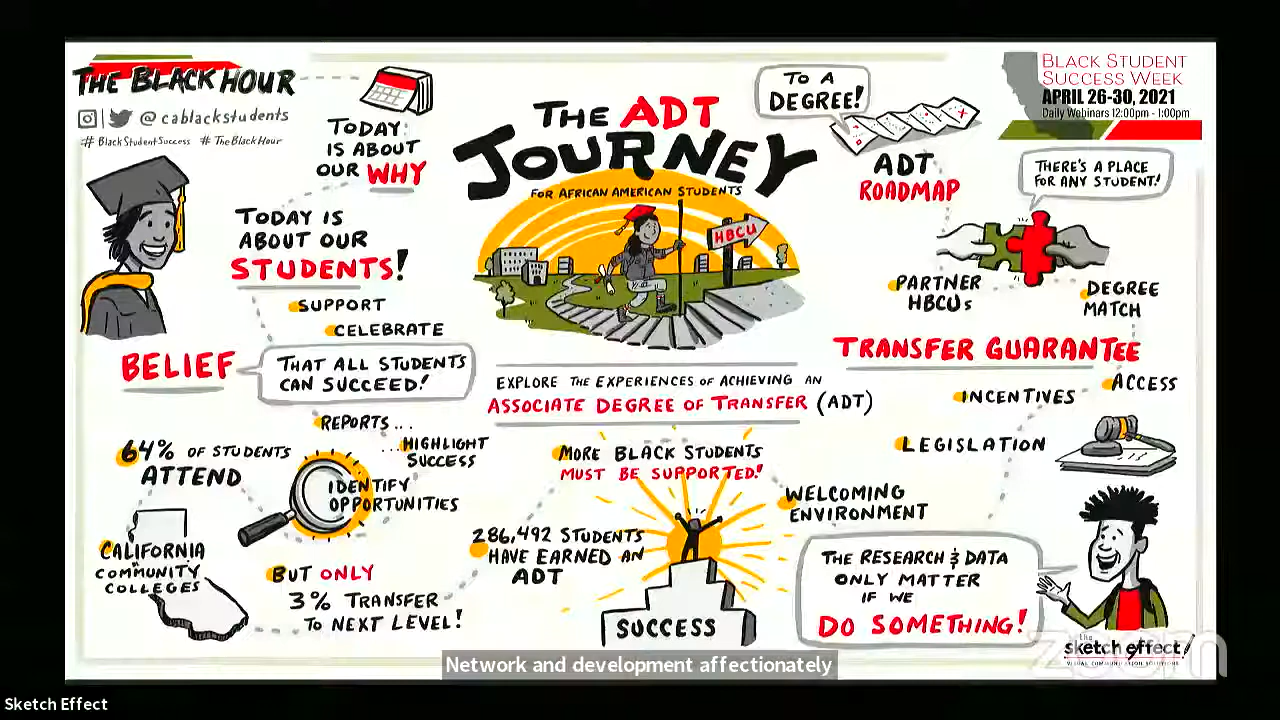 THE BLACK HOUR
@cablackstudents
# BlackStudentSuccess # TheBlackHour
TODAY
IS ABOUT
OUR WHY
TODAY IS
ABOUT OUR
STUDENTS!
SUPPORT
CELEBRATE
BELIEF
THAT ALL STUDENTS
CAN SUCCEED!
REPORTS...
...HIGHLIGHT
SUCCESS
IDENTIFY
OPPORTUNITIES
64% OF STUDENTS
ATTEND
CALIFORNIA
COMMUNITY
COLLEGES
BUT ONLY
3% TRANSFER
TO NEXT LEVEL!
THE ADT
JOURNEY
FOR AFRICAN AMERICAN STUDENTS
HBCU
EXPLORE THE EXPERIENCES OF ACHIEVING AN
ASSOCIATE DEGREE OF TRANSFER (ADT)
MORE BLACK STUDENTS
MUST BE SUPPORTED!
286,492 STUDENTS
HAVE EARNED AN
ADT
SUCCESS
WELCOMING
ENVIRONMENT
TO A
DEGREE!
ADT
ROADMAP
BLACK STUDENT
SUCCESS WEEK
APRIL 26-30, 2021
Daily Webinars 12:00pm - 1:00pm
THERE'S A PLACE
FOR ANY STUDENT!
PARTNER
HBCUs
DEGREE
MATCH
TRANSFER GUARANTEE
ACCESS
INCENTIVES
LEGISLATION
THE RESEARCH & DATA
ONLY MATTER
IF WE
DO SOMETHING!
zoom
the
sketch effect!
VISUAL COMMUNICATION SOLUTIONS
Network and development affectionately
Sketch Effect